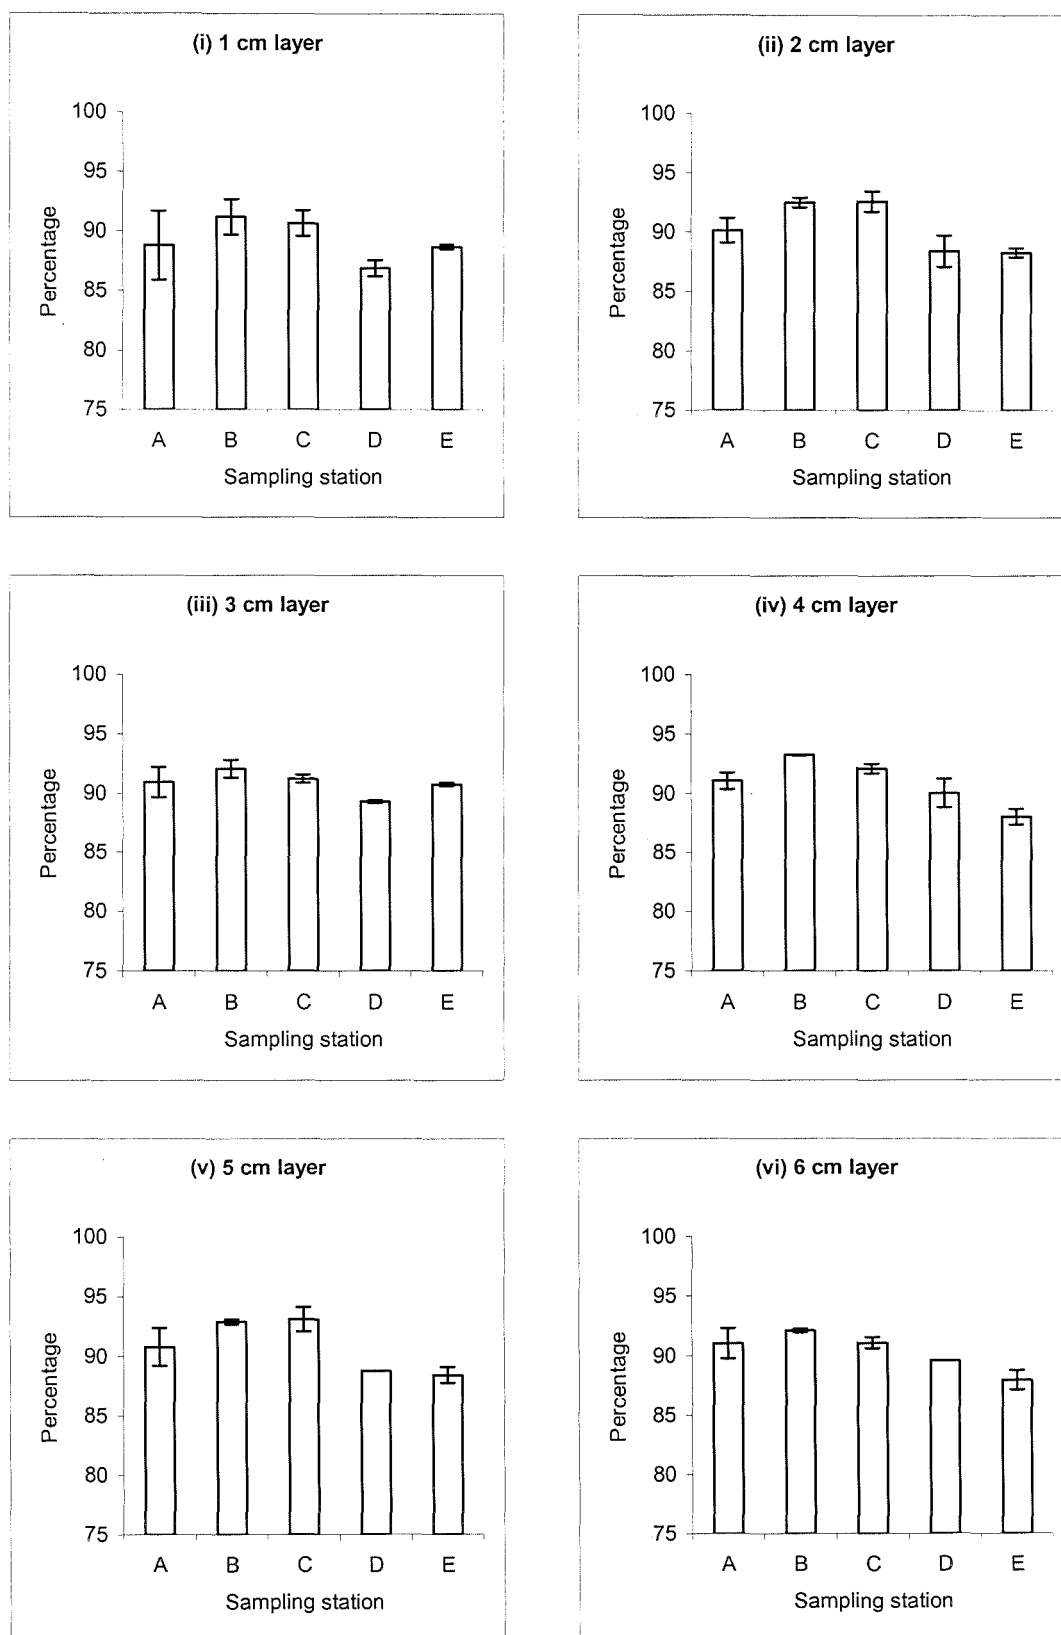 (i) 1 cm layer
100
95
90
85
80
75
Percentage
A B C D E
Sampling station
(ii) 2 cm layer
100
95
90
85
80
75
Percentage
A B C D E
Sampling station
(iii) 3 cm layer
100
95
90
85
80
75
Percentage
A B C D E
Sampling station
(iv) 4 cm layer
100
95
90
85
80
75
Percentage
A B C D E
Sampling station
(v) 5 cm layer
100
95
90
85
80
75
Percentage
A B C D E
Sampling station
(vi) 6 cm layer
100
95
90
85
80
75
Percentage
A B C D E
Sampling station